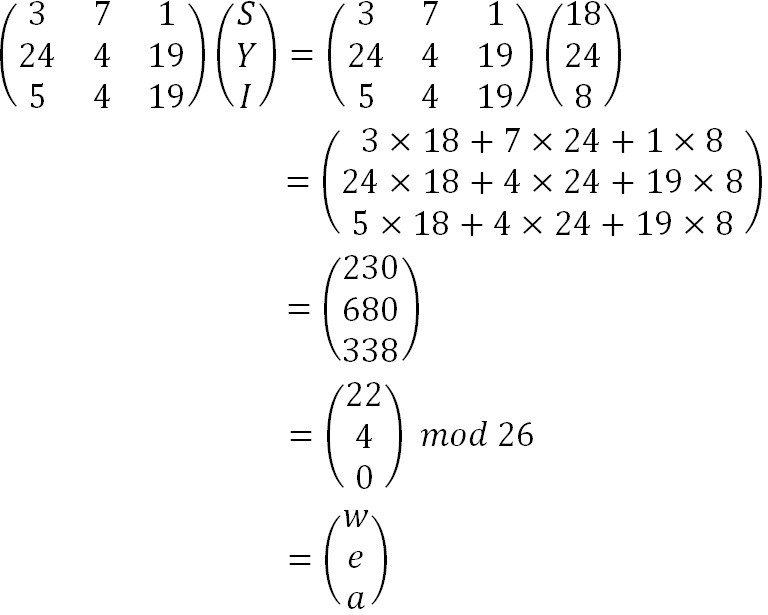 (3 7 1; 24 4 19; 5 4 19)(S; Y; I) = (3 7 1; 24 4 19; 5 4 19)(18; 24; 8)
= (3 × 18 + 7 × 24 + 1 × 8; 24 × 18 + 4 × 24 + 19 × 8; 5 × 18 + 4 × 24 + 19 × 8)
= (230; 680; 338)
= (22; 4; 0) mod 26
= (w; e; a)